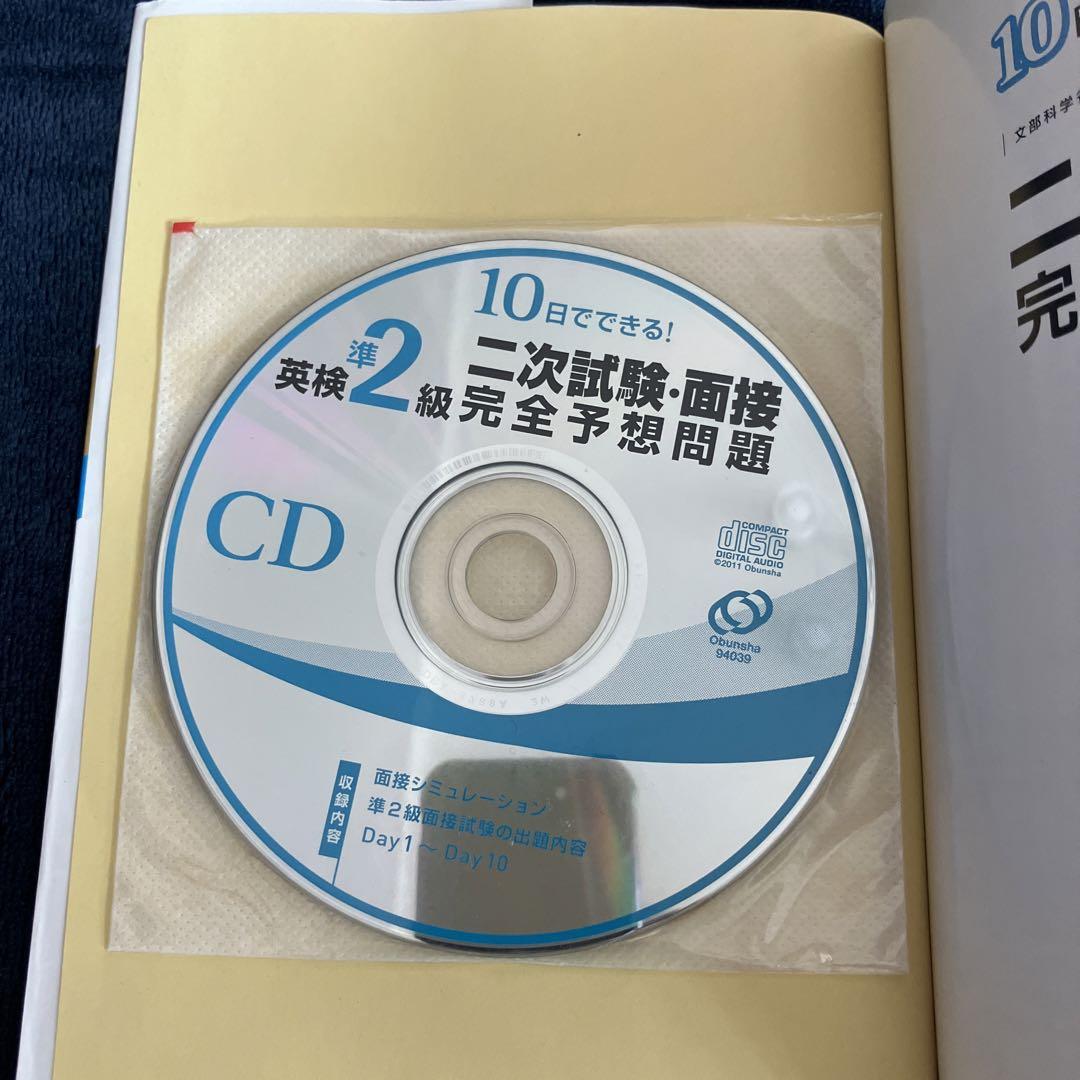 10日でできる!
英検準2級
二次試験・面接
完全予想問題
CD
COMPACT
disc
DIGITAL AUDIO
©2011 Obunsha
Obunsha
94039
収録内容
面接シミュレーション
準2級面接試験の出題内容
Day 1 ~ Day 10
10
文部科学
二
完